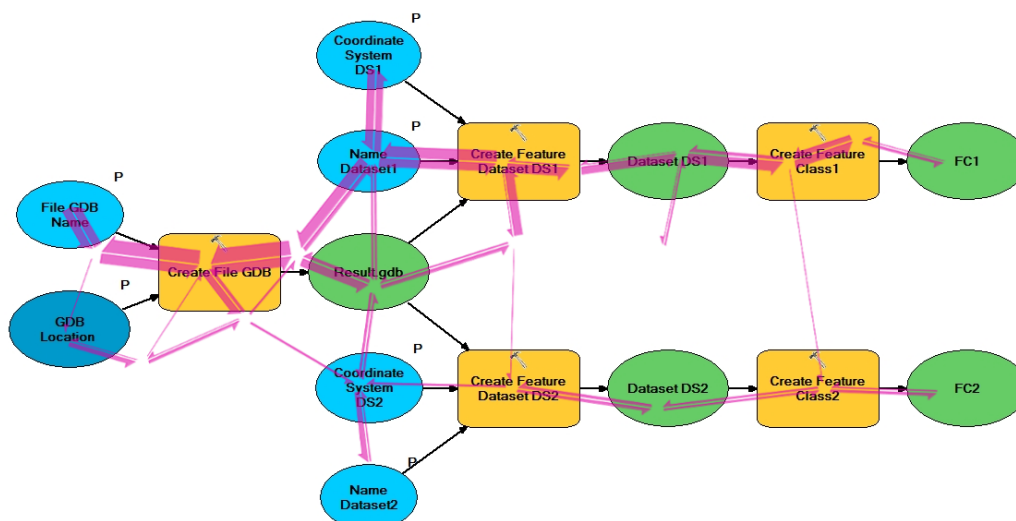 P
Coordinate
System
DS1
P
Name
Dataset1
Create Feature
Dataset DS1
Dataset DS1
Create Feature
Class1
FC1
P
File GDB
Name
Create File GDB
Result.gdb
P
GDB
Location
P
Coordinate
System
DS2
Create Feature
Dataset DS2
Dataset DS2
Create Feature
Class2
FC2
P
Name
Dataset2